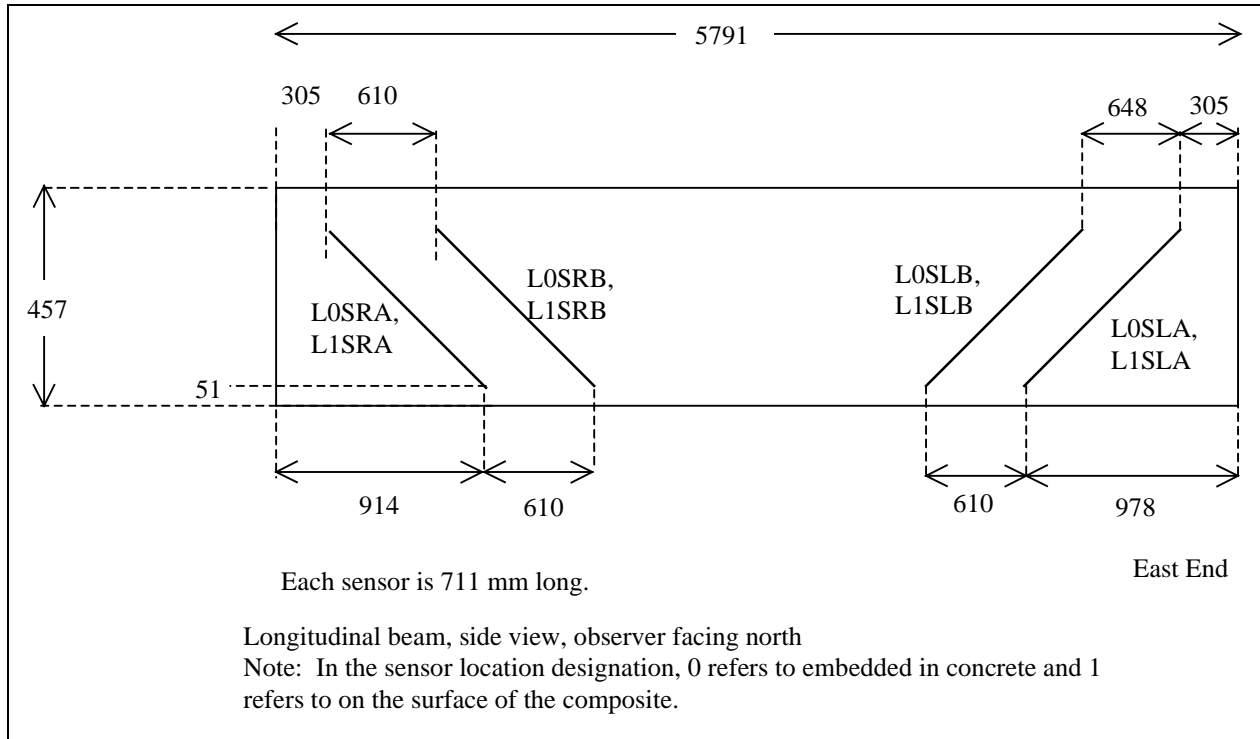 5791
305 610 648 305
457
L0SRA,
L1SRA
L0SRB,
L1SRB
L0SLB,
L1SLB
L0SLA,
L1SLA
51
914 610 610 978
East End
Each sensor is 711 mm long.
Longitudinal beam, side view, observer facing north
Note: In the sensor location designation, 0 refers to embedded in concrete and 1
refers to on the surface of the composite.